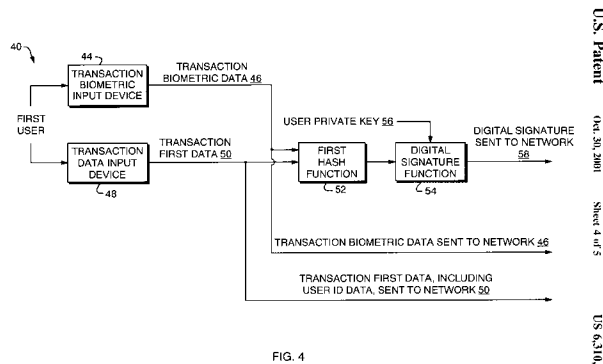 U.S. Patent
Oct. 30, 2001
Sheet 4 of 5
US 6,310,
40
44
TRANSACTION
BIOMETRIC
INPUT DEVICE
TRANSACTION
BIOMETRIC DATA 46
FIRST
USER
TRANSACTION
DATA INPUT
DEVICE
48
TRANSACTION
FIRST DATA 50
USER PRIVATE KEY 56
FIRST
HASH
FUNCTION
52
DIGITAL
SIGNATURE
FUNCTION
54
DIGITAL SIGNATURE
SENT TO NETWORK
58
TRANSACTION BIOMETRIC DATA SENT TO NETWORK 46
TRANSACTION FIRST DATA, INCLUDING
USER ID DATA, SENT TO NETWORK 50
FIG. 4